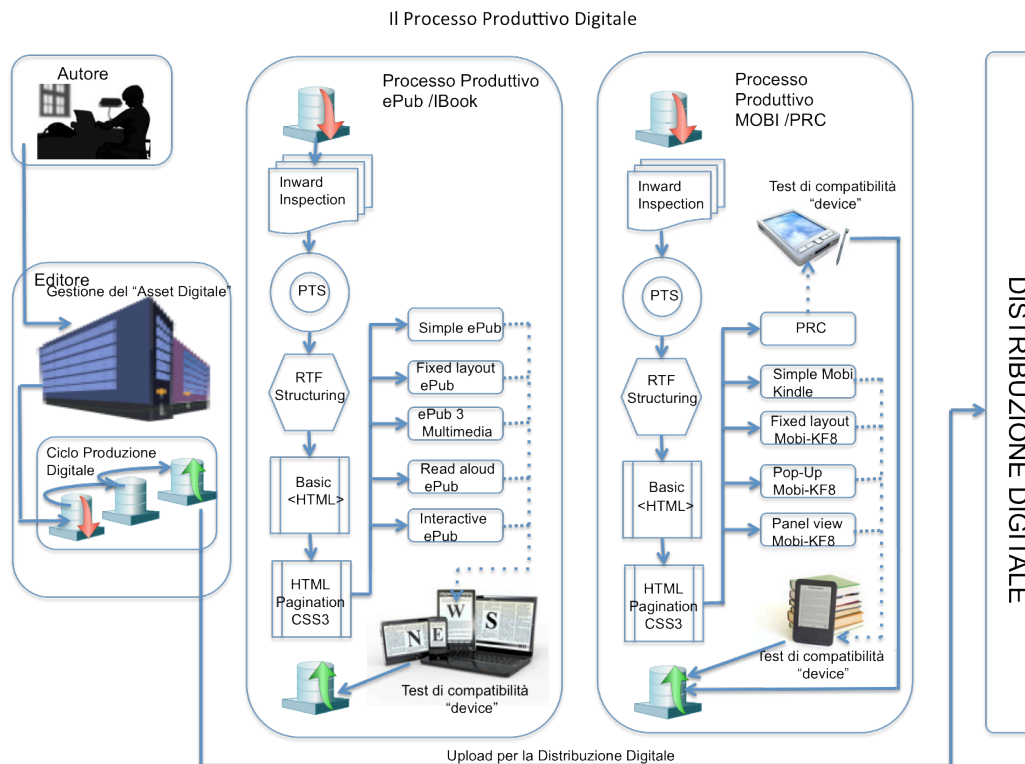 Il Processo Produttivo Digitale
Autore
Editore
Gestione del “Asset Digitale”
Ciclo Produzione
Digitale
Processo Produttivo
ePub /IBook
Inward
Inspection
PTS
RTF
Structuring
Basic
<HTML>
HTML
Pagination
CSS3
Simple ePub
Fixed layout
ePub
ePub 3
Multimedia
Read aloud
ePub
Interactive
ePub
N
E
W
S
Test di compatibilità
“device”
Processo
Produttivo
MOBI /PRC
Inward
Inspection
PTS
RTF
Structuring
Basic
<HTML>
HTML
Pagination
CSS3
Test di compatibilità
“device”
PRC
Simple Mobi
Kindle
Fixed layout
Mobi-KF8
Pop-Up
Mobi-KF8
Panel view
Mobi-KF8
Test di compatibilità
“device”
DISTRIBUZIONE DIGITALE
Upload per la Distribuzione Digitale